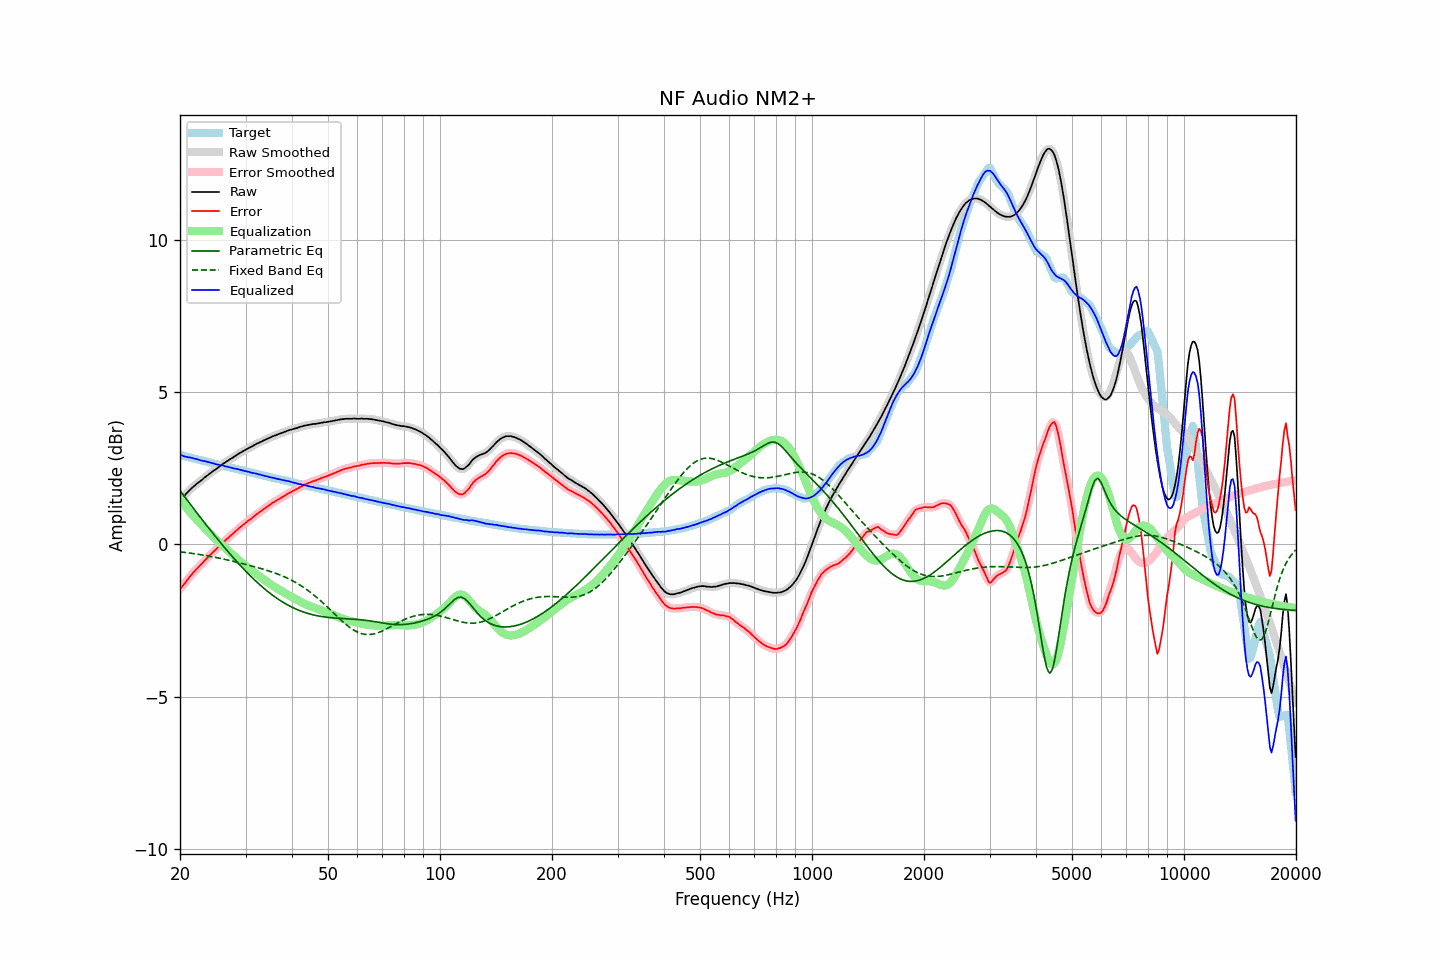 NF Audio NM2+
Target
Raw Smoothed
Error Smoothed
Raw
Error
Equalization
Parametric Eq
Fixed Band Eq
Equalized
Amplitude (dBr)
10
5
0
−5
−10
20
50
100
200
500
1000
2000
5000
10000
20000
Frequency (Hz)